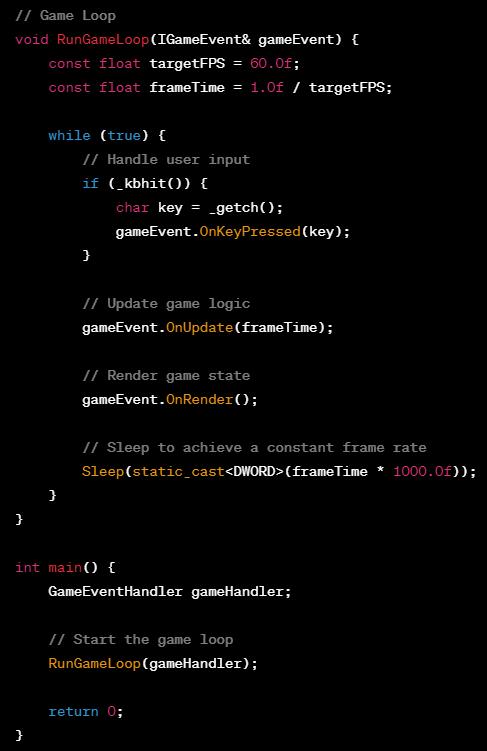 // Game Loop
void RunGameLoop(IGameEvent& gameEvent) {
    const float targetFPS = 60.0f;
    const float frameTime = 1.0f / targetFPS;

    while (true) {
        // Handle user input
        if (_kbhit()) {
            char key = _getch();
            gameEvent.OnKeyPressed(key);
        }

        // Update game logic
        gameEvent.OnUpdate(frameTime);

        // Render game state
        gameEvent.OnRender();

        // Sleep to achieve a constant frame rate
        Sleep(static_cast<DWORD>(frameTime * 1000.0f));
    }
}

int main() {
    GameEventHandler gameHandler;

    // Start the game loop
    RunGameLoop(gameHandler);

    return 0;
}